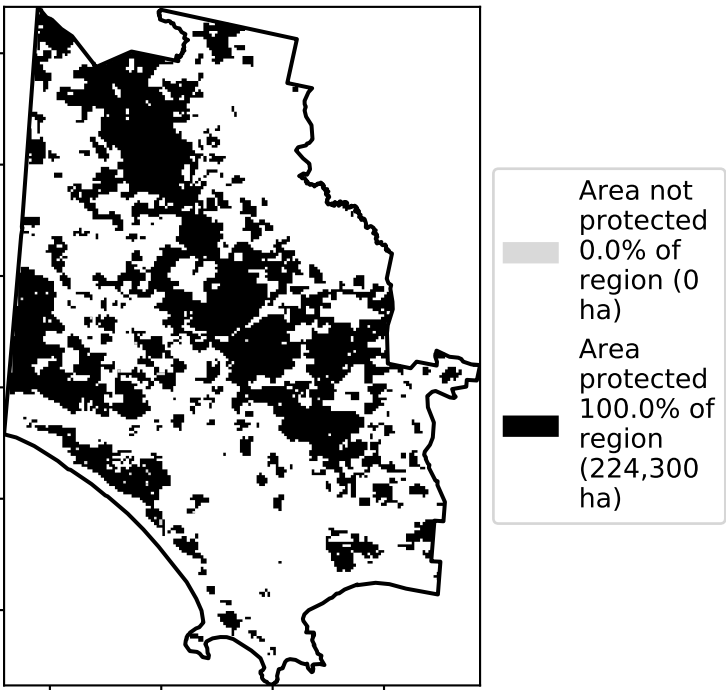 Area not
protected
0.0% of
region (0
ha)
Area
protected
100.0% of
region
(224,300
ha)